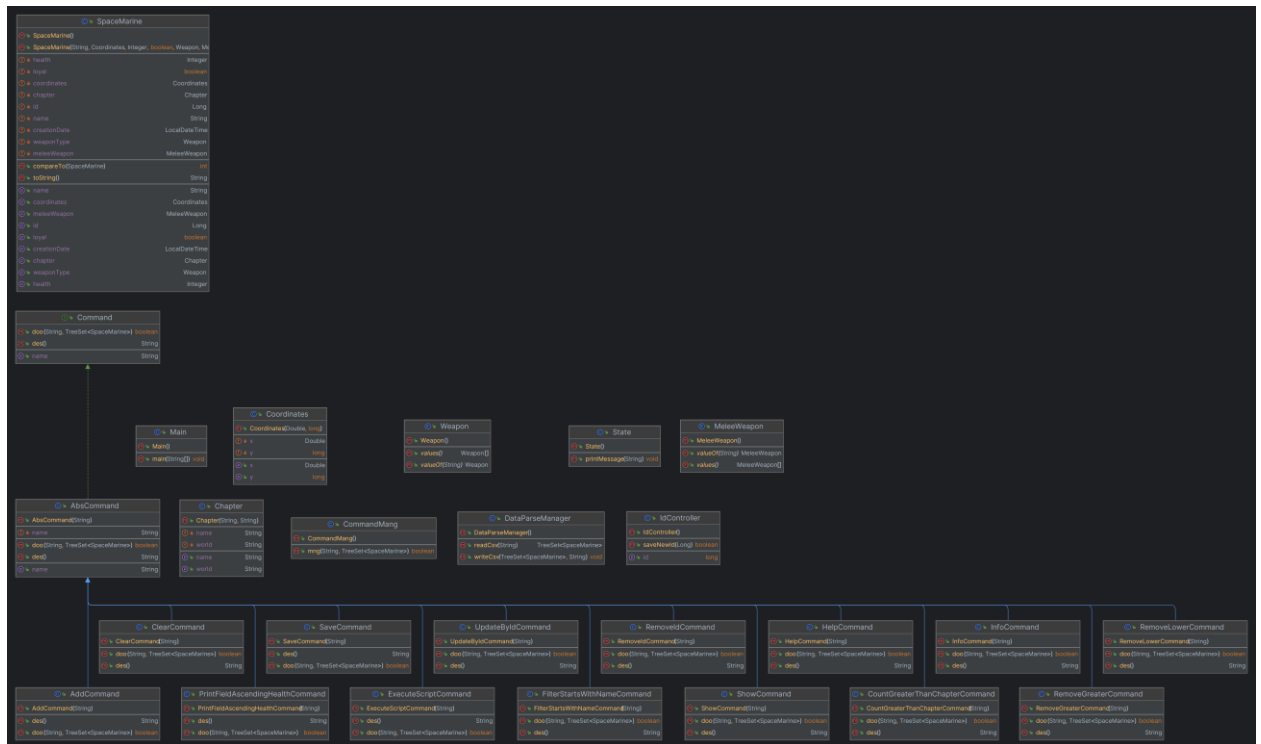 SpaceMarine
SpaceMarine()
SpaceMarine(String, Coordinates, Integer, boolean, Weapon, Me
health Integer
loyal boolean
coordinates Coordinates
chapter Chapter
id Long
name String
creationDate LocalDateTime
weaponType Weapon
meleeWeapon MeleeWeapon
compareTo(SpaceMarine) int
toString() String
name String
coordinates Coordinates
meleeWeapon MeleeWeapon
id Long
loyal boolean
creationDate LocalDateTime
chapter Chapter
weaponType Weapon
health Integer
Command
doo(String, TreeSet<SpaceMarine>) boolean
des() String
name String
Main
Main()
main(String[]) void
Coordinates
Coordinates(Double, long)
x Double
y long
x Double
y long
Weapon
Weapon()
values() Weapon[]
valueOf(String) Weapon
State
State()
printMessage(String) void
MeleeWeapon
MeleeWeapon()
valueOf(String) MeleeWeapon
values() MeleeWeapon[]
AbsCommand
AbsCommand(String)
name String
doo(String, TreeSet<SpaceMarine>) boolean
des() String
name String
Chapter
Chapter(String, String)
name String
world String
name String
world String
CommandMang
CommandMang()
mng(String, TreeSet<SpaceMarine>) boolean
DataParseManager
DataParseManager()
readCsv(String) TreeSet<SpaceMarine>
writeCsv(TreeSet<SpaceMarine>, String) void
IdController
IdController()
saveNewId(Long) boolean
id long
ClearCommand
ClearCommand(String)
doo(String, TreeSet<SpaceMarine>) boolean
des() String
SaveCommand
SaveCommand(String)
des() String
doo(String, TreeSet<SpaceMarine>) boolean
UpdateByIdCommand
UpdateByIdCommand(String)
doo(String, TreeSet<SpaceMarine>) boolean
des() String
RemoveIdCommand
RemoveIdCommand(String)
doo(String, TreeSet<SpaceMarine>) boolean
des() String
HelpCommand
HelpCommand(String)
doo(String, TreeSet<SpaceMarine>) boolean
des() String
InfoCommand
InfoCommand(String)
doo(String, TreeSet<SpaceMarine>) boolean
des() String
RemoveLowerCommand
RemoveLowerCommand(String)
doo(String, TreeSet<SpaceMarine>) boolean
des() String
AddCommand
AddCommand(String)
des() String
doo(String, TreeSet<SpaceMarine>) boolean
PrintFieldAscendingHealthCommand
PrintFieldAscendingHealthCommand(String)
des() String
doo(String, TreeSet<SpaceMarine>) boolean
ExecuteScriptCommand
ExecuteScriptCommand(String)
des() String
doo(String, TreeSet<SpaceMarine>) boolean
FilterStartsWithNameCommand
FilterStartsWithNameCommand(String)
doo(String, TreeSet<SpaceMarine>) boolean
des() String
ShowCommand
ShowCommand(String)
doo(String, TreeSet<SpaceMarine>) boolean
des() String
CountGreaterThanChapterCommand
CountGreaterThanChapterCommand(String)
doo(String, TreeSet<SpaceMarine>) boolean
des() String
RemoveGreaterCommand
RemoveGreaterCommand(String)
doo(String, TreeSet<SpaceMarine>) boolean
des() String